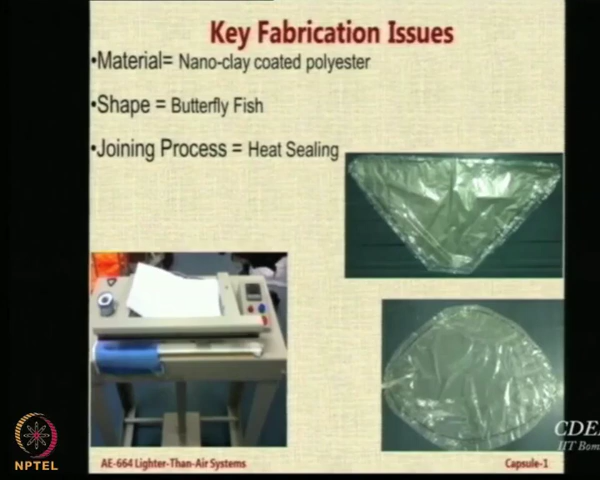 Key Fabrication Issues
•Material= Nano-clay coated polyester
•Shape = Butterfly Fish
•Joining Process = Heat Sealing
CDE
IIT Bom
NPTEL
AE-664 Lighter-Than-Air Systems
Capsule-1